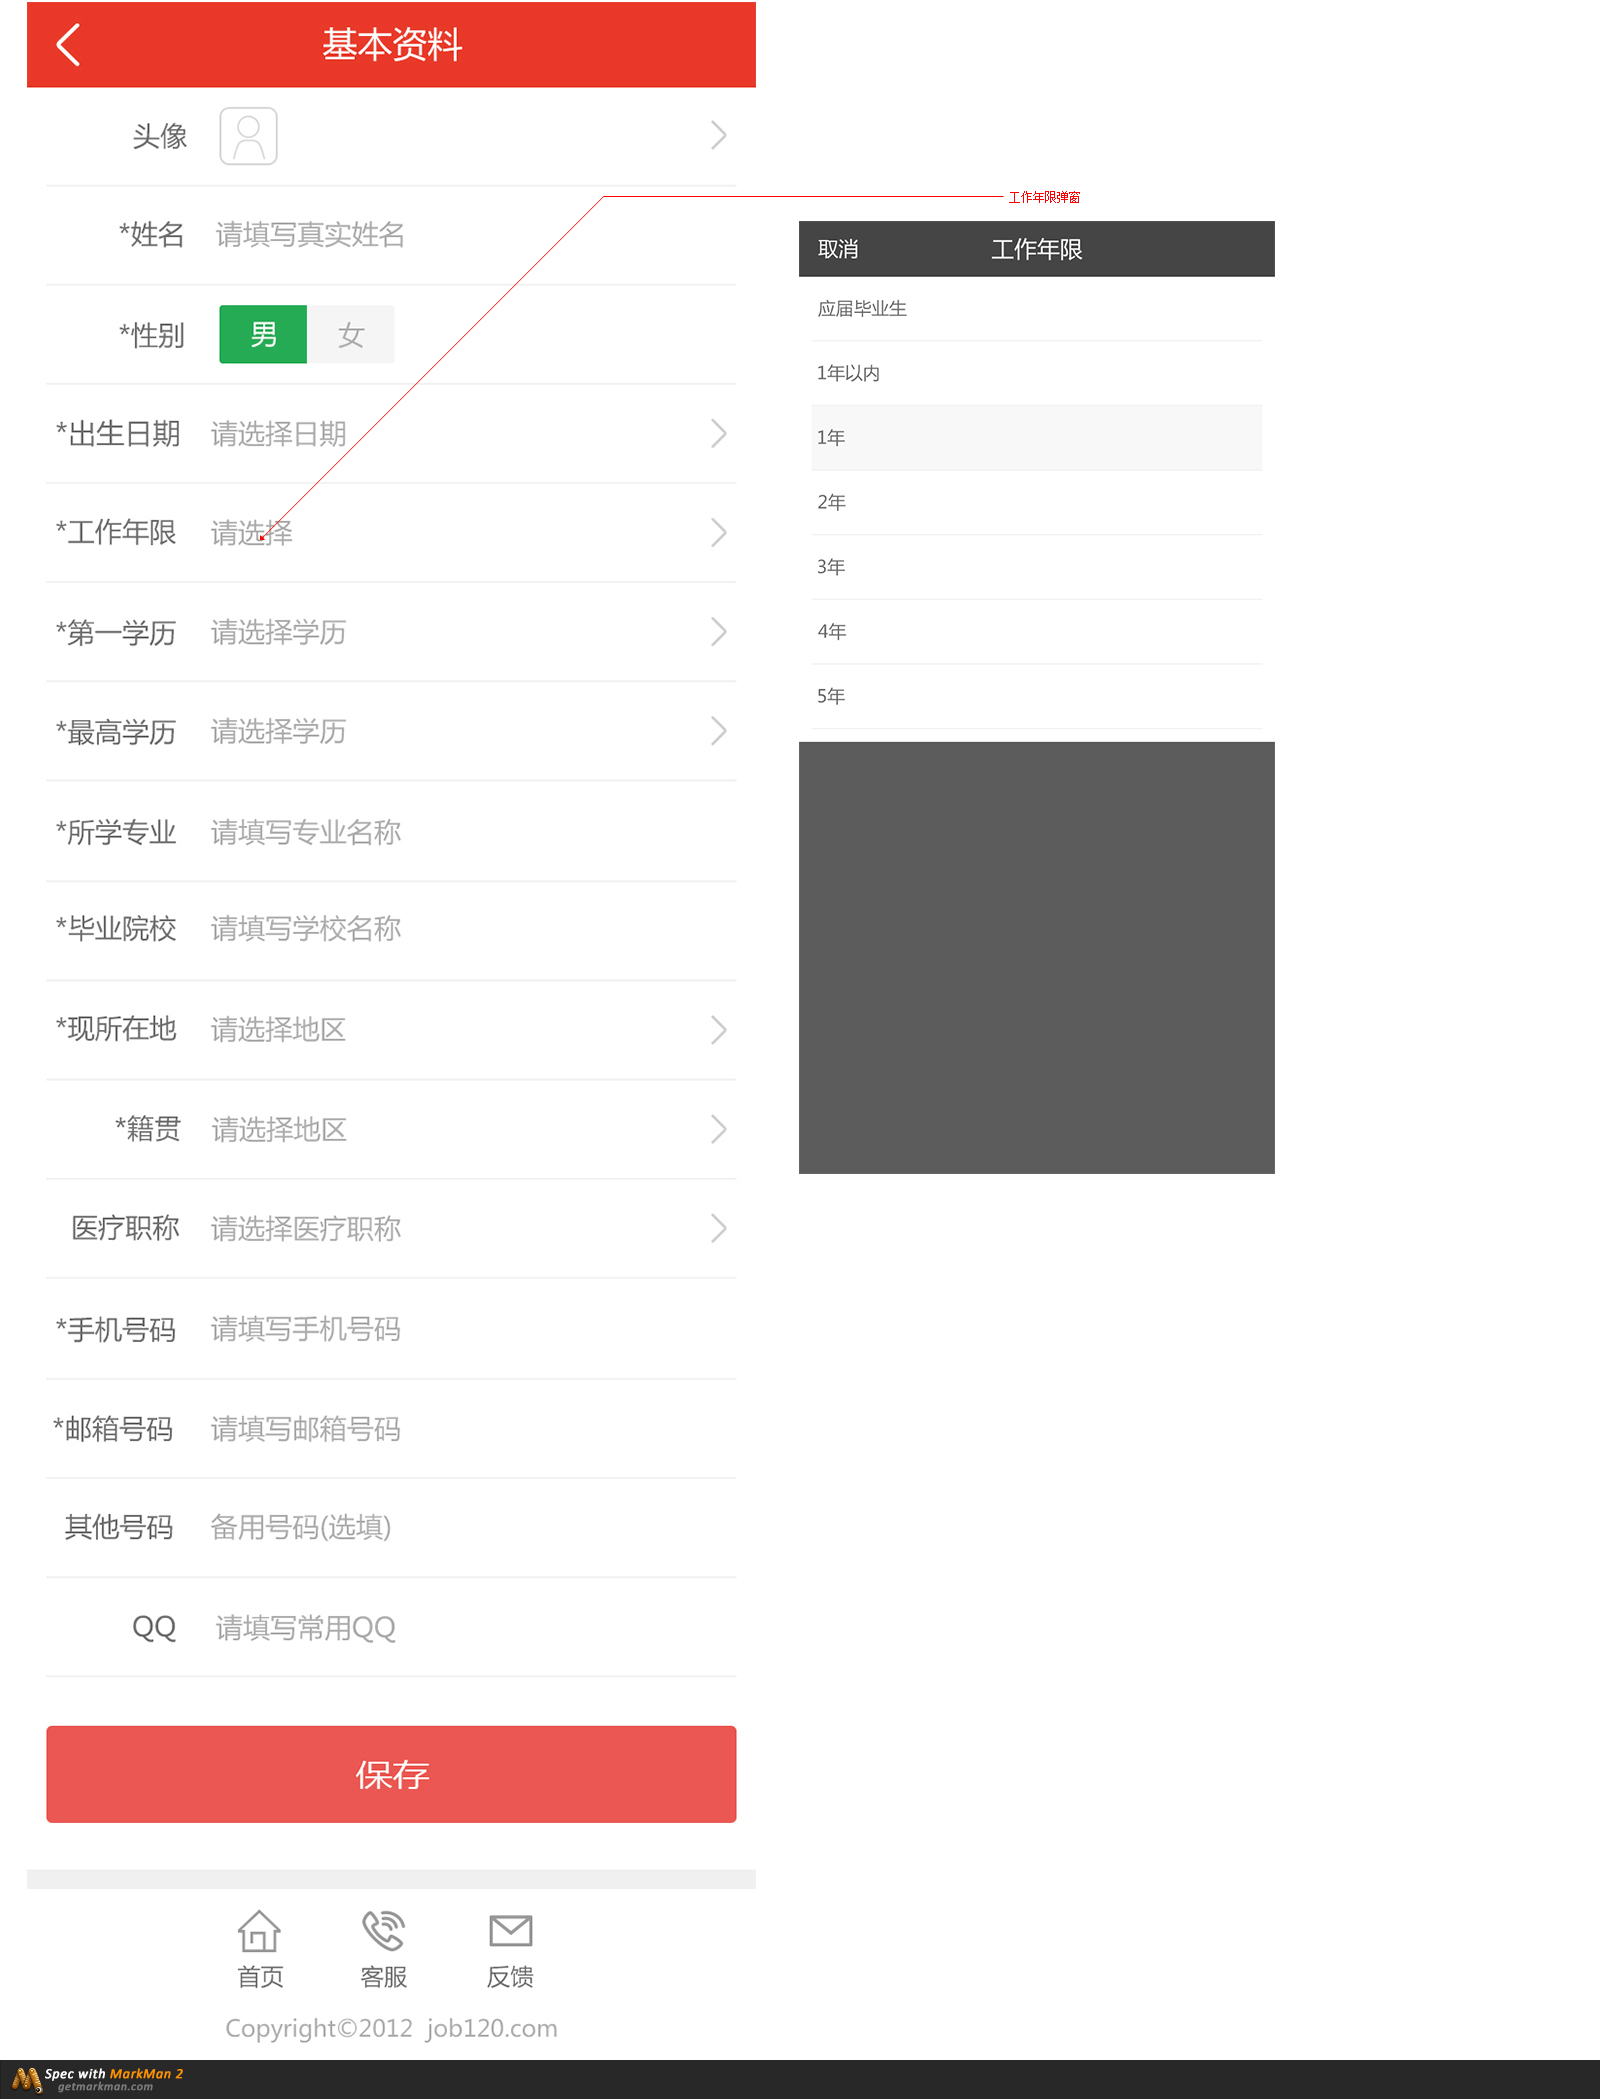 基本资料
头像
*姓名 请填写真实姓名
*性别 男 女
*出生日期 请选择日期
*工作年限 请选择
*第一学历 请选择学历
*最高学历 请选择学历
*所学专业 请填写专业名称
*毕业院校 请填写学校名称
*现所在地 请选择地区
*籍贯 请选择地区
医疗职称 请选择医疗职称
*手机号码 请填写手机号码
*邮箱号码 请填写邮箱号码
其他号码 备用号码(选填)
QQ 请填写常用QQ
保存
首页 客服 反馈
Copyright©2012 job120.com
工作年限弹窗
取消 工作年限
应届毕业生
1年以内
1年
2年
3年
4年
5年
Spec with MarkMan 2
getmarkman.com